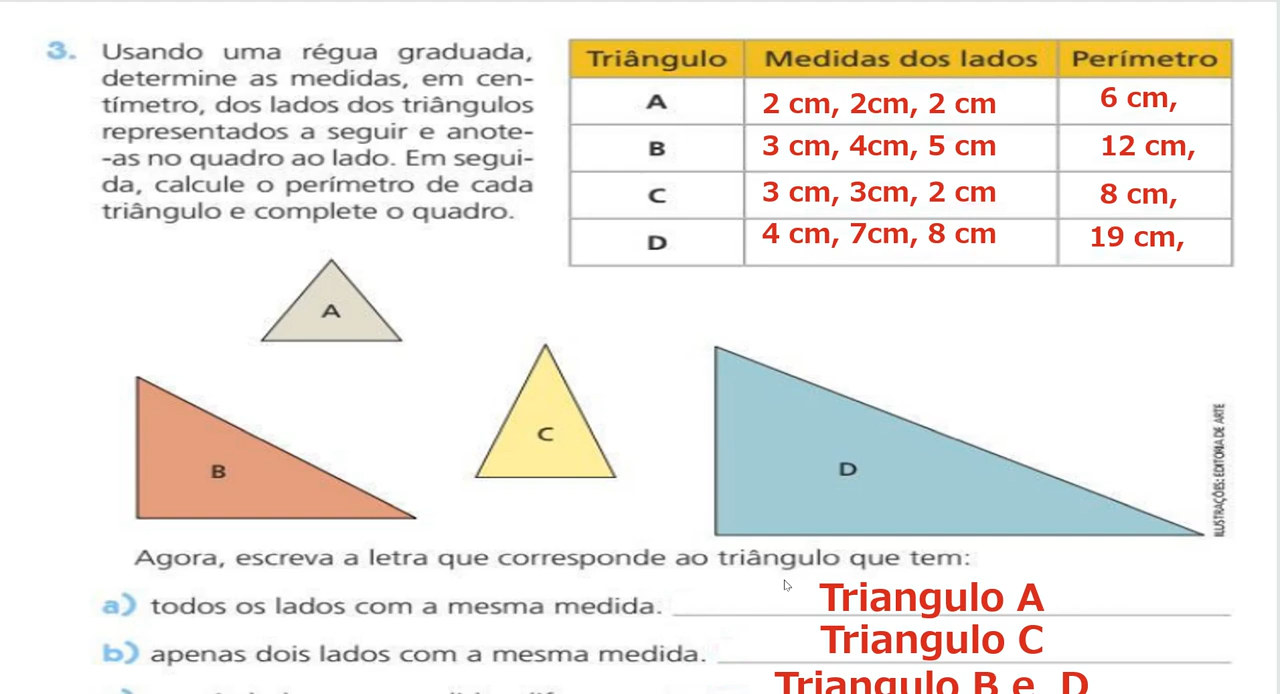 3. Usando uma régua graduada,
determine as medidas, em cen-
tímetro, dos lados dos triângulos
representados a seguir e anote-
-as no quadro ao lado. Em segui-
da, calcule o perímetro de cada
triângulo e complete o quadro.
Triângulo Medidas dos lados Perímetro
A 2 cm, 2cm, 2 cm 6 cm,
B 3 cm, 4cm, 5 cm 12 cm,
C 3 cm, 3cm, 2 cm 8 cm,
D 4 cm, 7cm, 8 cm 19 cm,
A
B
C
D
ILUSTRAÇÕES: EDITORIA DE ARTE
Agora, escreva a letra que corresponde ao triângulo que tem:
a) todos os lados com a mesma medida. Triangulo A
b) apenas dois lados com a mesma medida. Triangulo C
Triangulo B e D